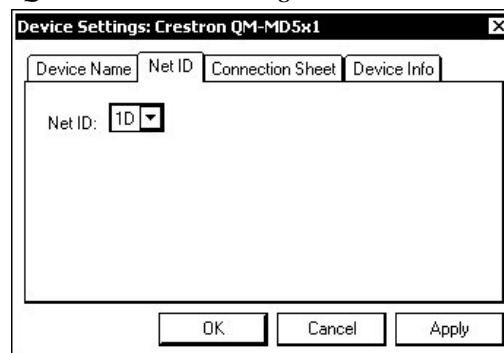 Device Settings: Crestron QM-MD5x1
Device Name Net ID Connection Sheet Device Info
Net ID: 1D
OK Cancel Apply